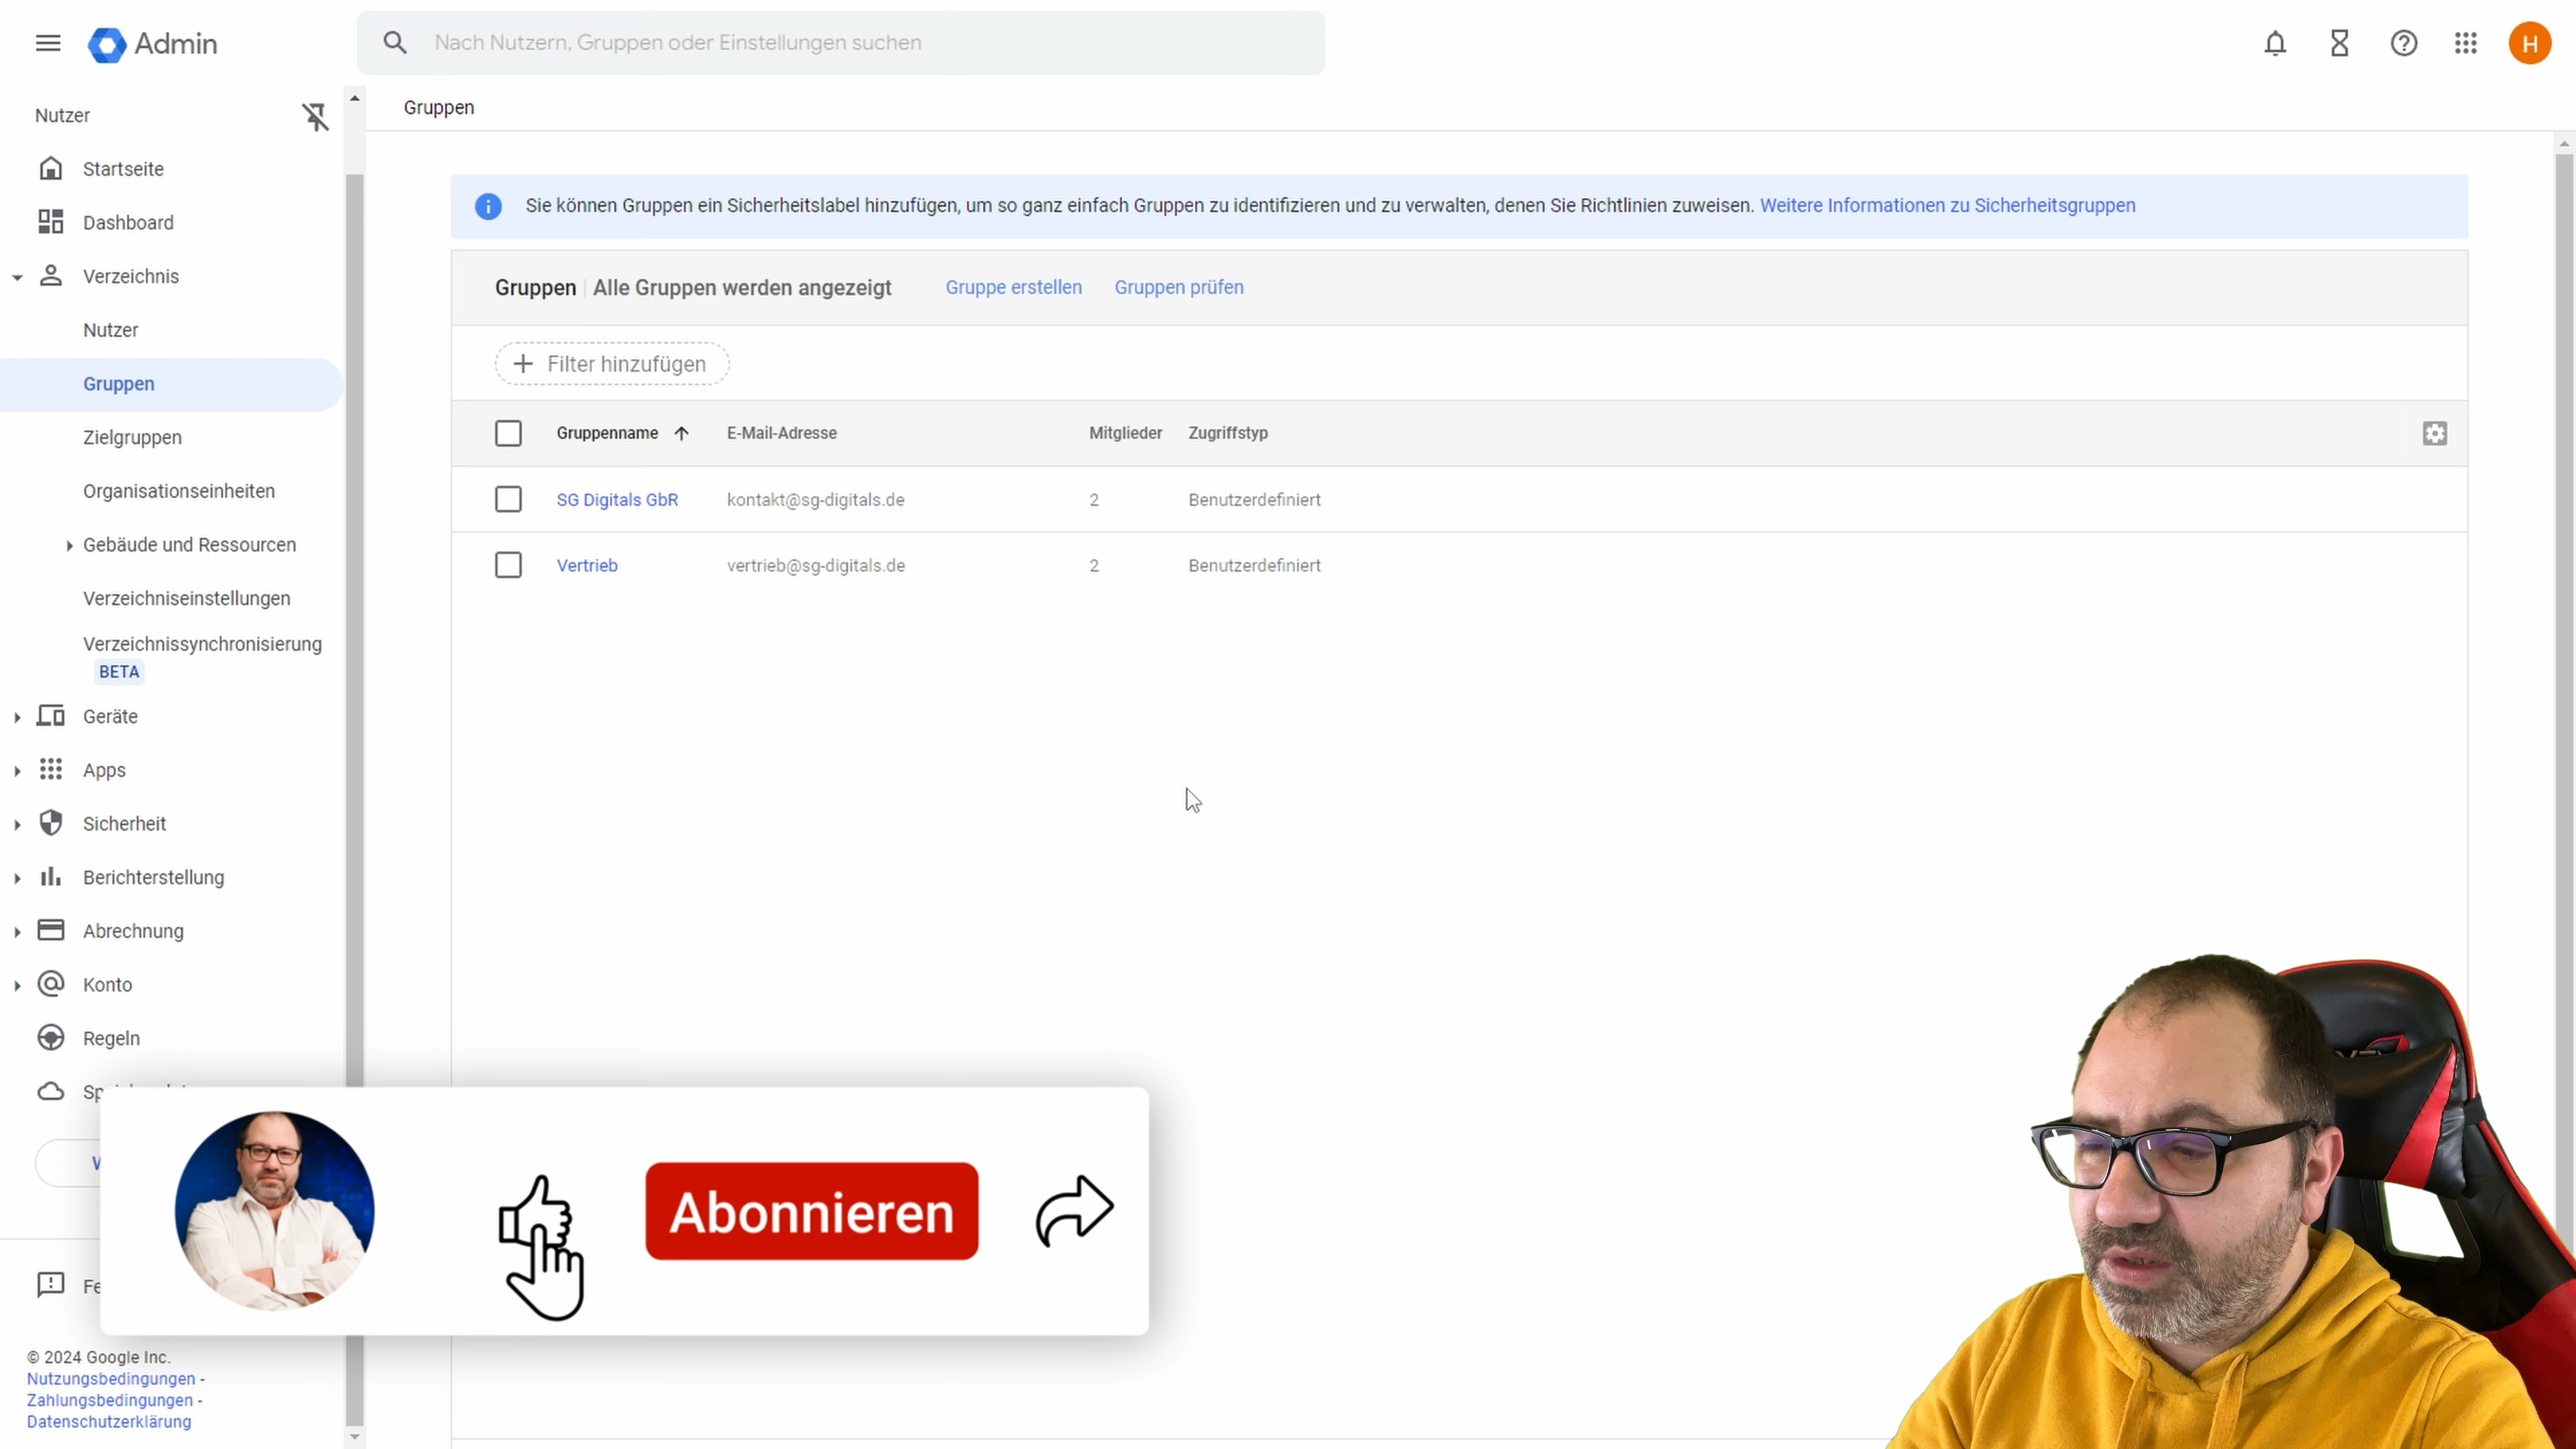 Admin
Nach Nutzern, Gruppen oder Einstellungen suchen
H
Nutzer
Startseite
Dashboard
Verzeichnis
Nutzer
Gruppen
Zielgruppen
Organisationseinheiten
Gebäude und Ressourcen
Verzeichniseinstellungen
Verzeichnissynchronisierung
BETA
Geräte
Apps
Sicherheit
Berichterstellung
Abrechnung
Konto
Regeln
© 2024 Google Inc.
Nutzungsbedingungen -
Zahlungsbedingungen -
Datenschutzerklärung
Gruppen
Sie können Gruppen ein Sicherheitslabel hinzufügen, um so ganz einfach Gruppen zu identifizieren und zu verwalten, denen Sie Richtlinien zuweisen. Weitere Informationen zu Sicherheitsgruppen
Gruppen | Alle Gruppen werden angezeigt Gruppe erstellen Gruppen prüfen
Filter hinzufügen
Gruppenname E-Mail-Adresse Mitglieder Zugriffstyp
SG Digitals GbR kontakt@sg-digitals.de 2 Benutzerdefiniert
Vertrieb vertrieb@sg-digitals.de 2 Benutzerdefiniert
Abonnieren